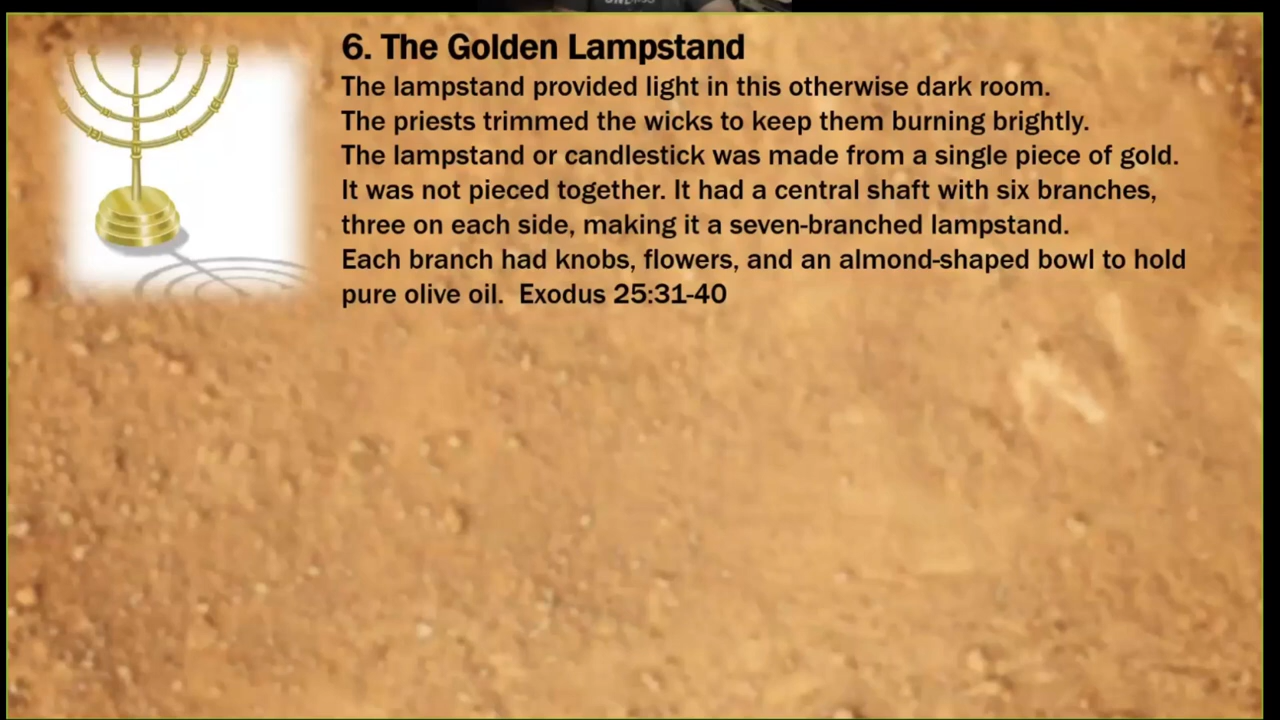 6. The Golden Lampstand
The lampstand provided light in this otherwise dark room.
The priests trimmed the wicks to keep them burning brightly.
The lampstand or candlestick was made from a single piece of gold.
It was not pieced together. It had a central shaft with six branches,
three on each side, making it a seven-branched lampstand.
Each branch had knobs, flowers, and an almond-shaped bowl to hold
pure olive oil.  Exodus 25:31-40